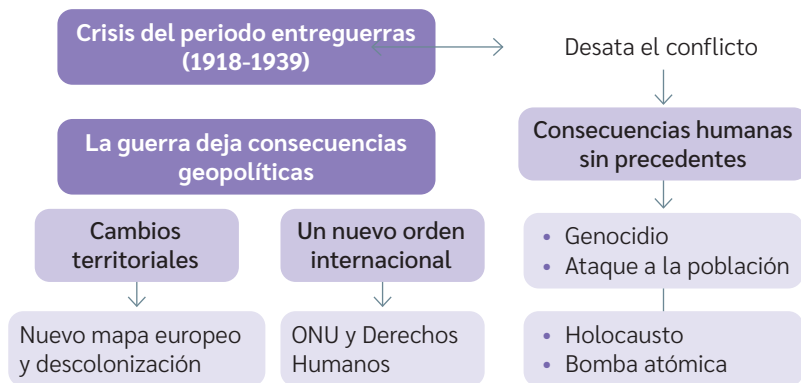 Crisis del periodo entreguerras
(1918-1939)
Desata el conflicto
La guerra deja consecuencias
geopolíticas
Consecuencias humanas
sin precedentes
Cambios
territoriales
Un nuevo orden
internacional
• Genocidio
• Ataque a la población
Nuevo mapa europeo
y descolonización
ONU y Derechos
Humanos
• Holocausto
• Bomba atómica